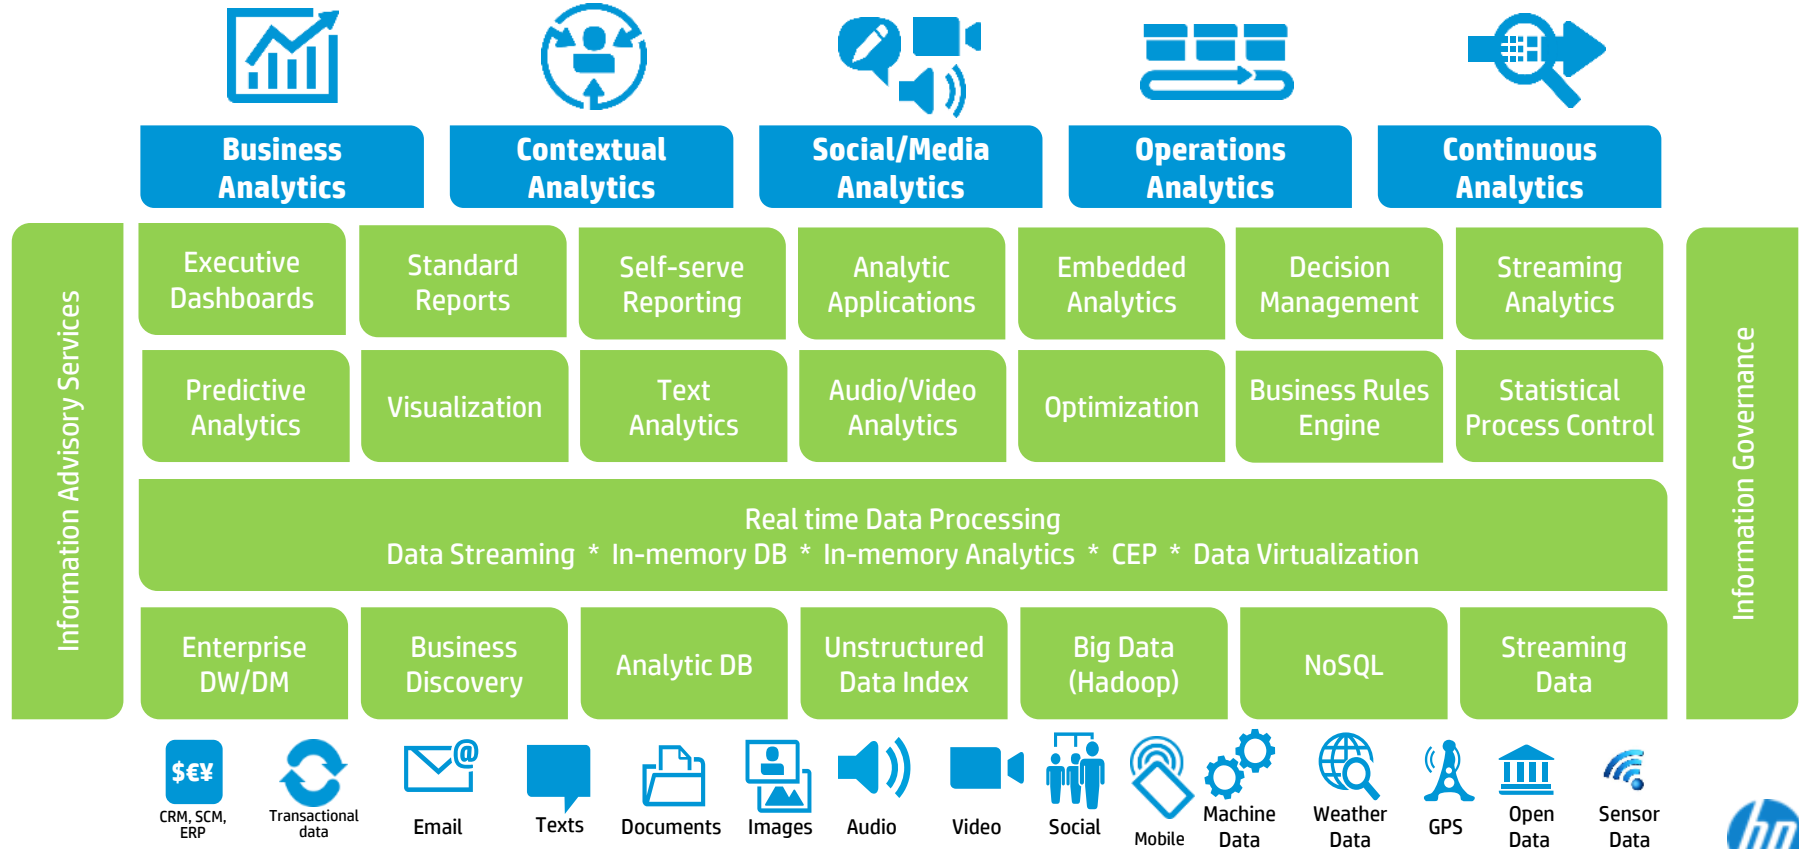 Business
Analytics
Contextual
Analytics
Social/Media
Analytics
Operations
Analytics
Continuous
Analytics
Information Advisory Services
Executive
Dashboards
Standard
Reports
Self-serve
Reporting
Analytic
Applications
Embedded
Analytics
Decision
Management
Streaming
Analytics
Predictive
Analytics
Visualization
Text
Analytics
Audio/Video
Analytics
Optimization
Business Rules
Engine
Statistical
Process Control
Real time Data Processing
Data Streaming * In-memory DB * In-memory Analytics * CEP * Data Virtualization
Enterprise
DW/DM
Business
Discovery
Analytic DB
Unstructured
Data Index
Big Data
(Hadoop)
NoSQL
Streaming
Data
Information Governance
$€¥
CRM, SCM,
ERP
Transactional
data
@
Email
Texts
Documents
Images
Audio
Video
Social
Mobile
Machine
Data
Weather
Data
GPS
Open
Data
Sensor
Data
hp